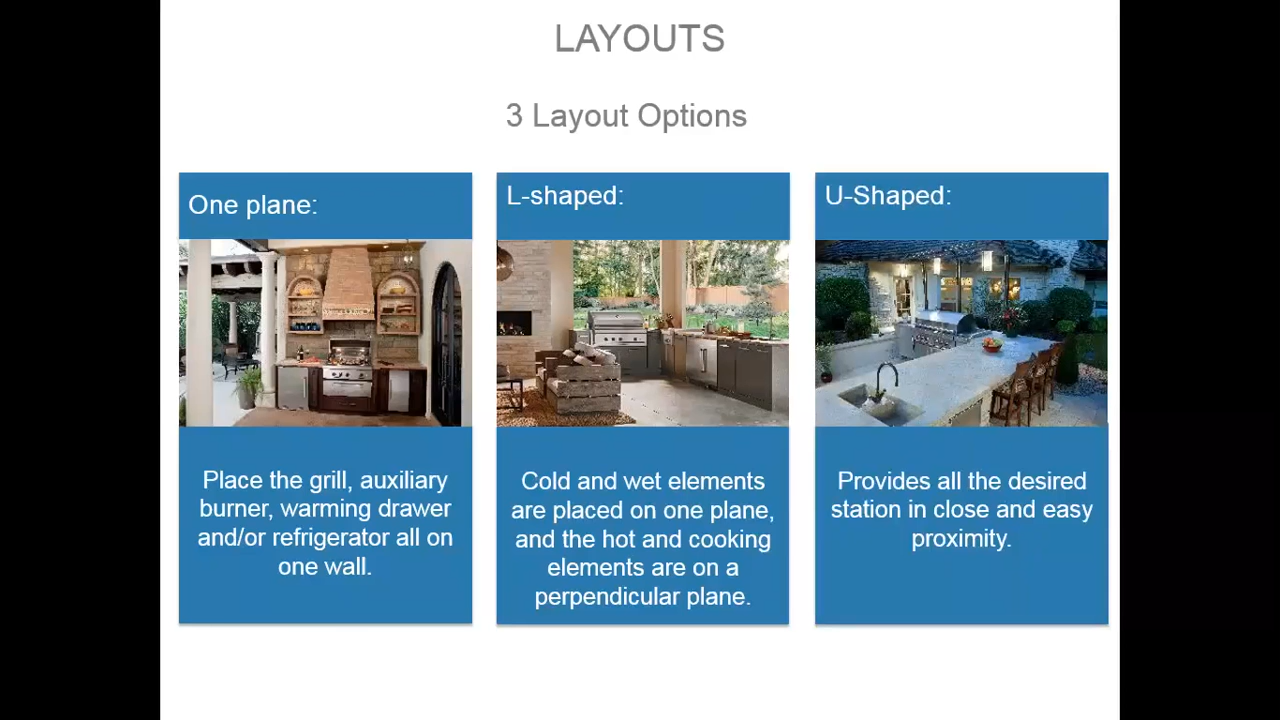 LAYOUTS
3 Layout Options
One plane:
Place the grill, auxiliary
burner, warming drawer
and/or refrigerator all on
one wall.
L-shaped:
Cold and wet elements
are placed on one plane,
and the hot and cooking
elements are on a
perpendicular plane.
U-Shaped:
Provides all the desired
station in close and easy
proximity.